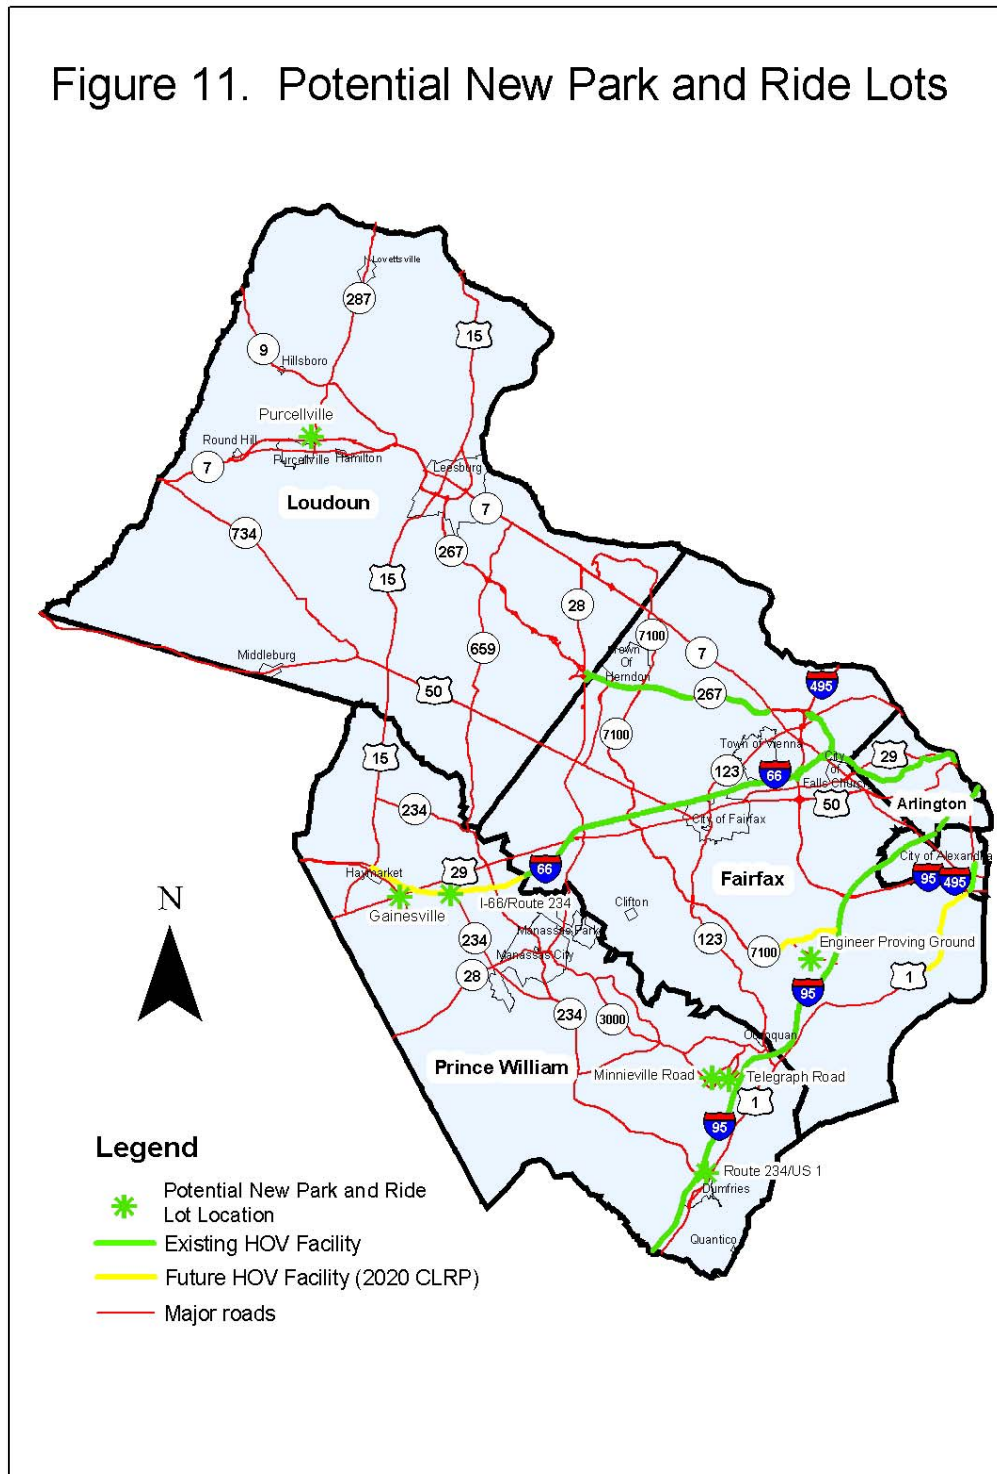 Figure 11. Potential New Park and Ride Lots
Lovettsville
287
15
9
Hillsboro
Purcellville
Round Hill
Purcellville
Hamilton
7
Leesburg
Loudoun
7
734
267
15
28
7100
659
Town
Of
Herndon
7
Middleburg
50
267
495
7100
15
Town of Vienna
29
123
66
City
of
Falls Church
50
234
Arlington
City of Fairfax
City of Alexandria
Haymarket
29
66
Fairfax
95
495
N
Gainesville
I-66/Route 234
Clifton
Manassas Park
234
Manassas City
123
7100
Engineer Proving Ground
28
1
95
234
3000
Occoquan
Prince William
Minnieville Road
Telegraph Road
1
95
Route 234/US 1
Dumfries
Quantico
Legend
Potential New Park and Ride
Lot Location
Existing HOV Facility
Future HOV Facility (2020 CLRP)
Major roads